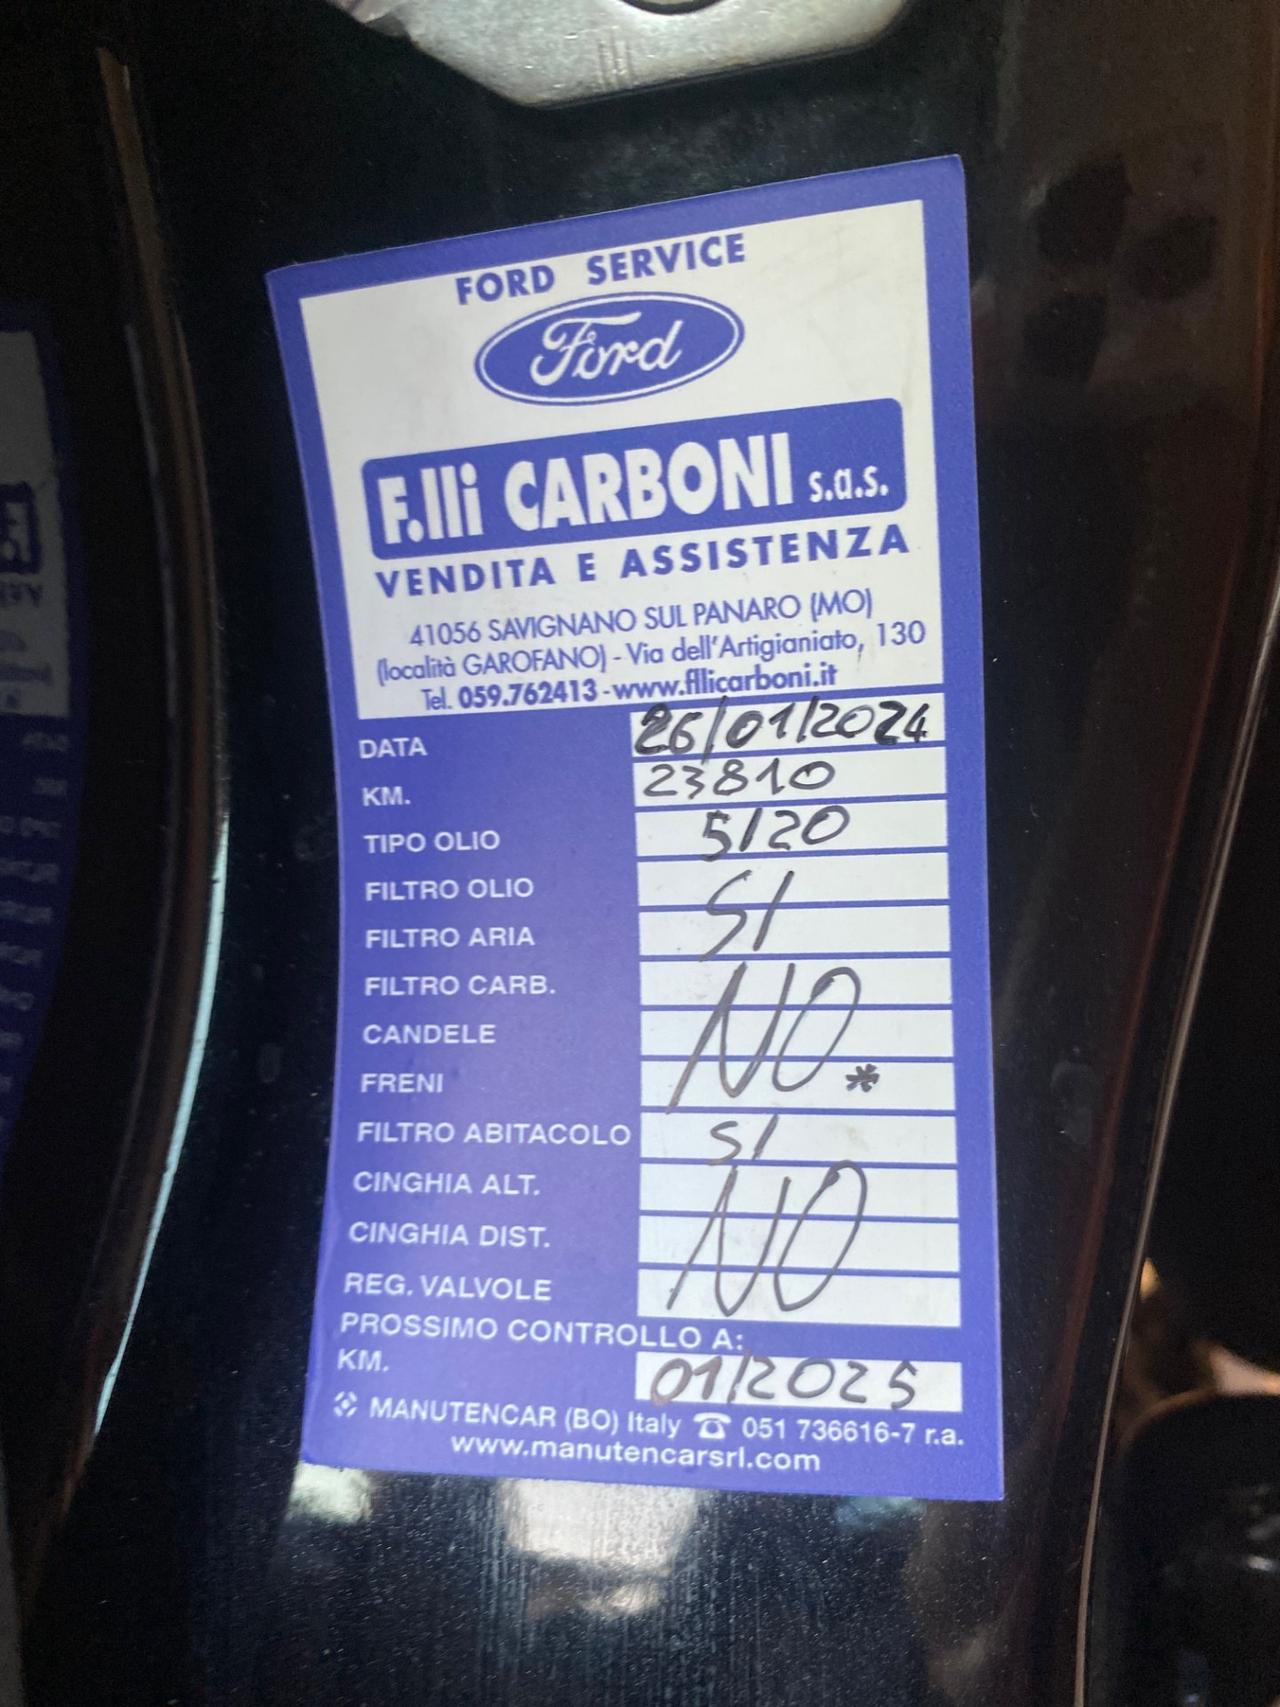 FORD SERVICE
Ford
F.lli CARBONI s.a.s.
VENDITA E ASSISTENZA
41056 SAVIGNANO SUL PANARO (MO)
(località GAROFANO) - Via dell'Artigianiato, 130
Tel. 059.762413 - www.fllicarboni.it
DATA 26/01/2024
KM. 23810
TIPO OLIO 5/20
FILTRO OLIO SI
FILTRO ARIA
FILTRO CARB. NO
CANDELE
FRENI *
FILTRO ABITACOLO SI
CINGHIA ALT. NO
CINGHIA DIST.
REG. VALVOLE
PROSSIMO CONTROLLO A:
KM. 01/2025
MANUTENCAR (BO) Italy ☎ 051 736616-7 r.a.
www.manutencarsrl.com